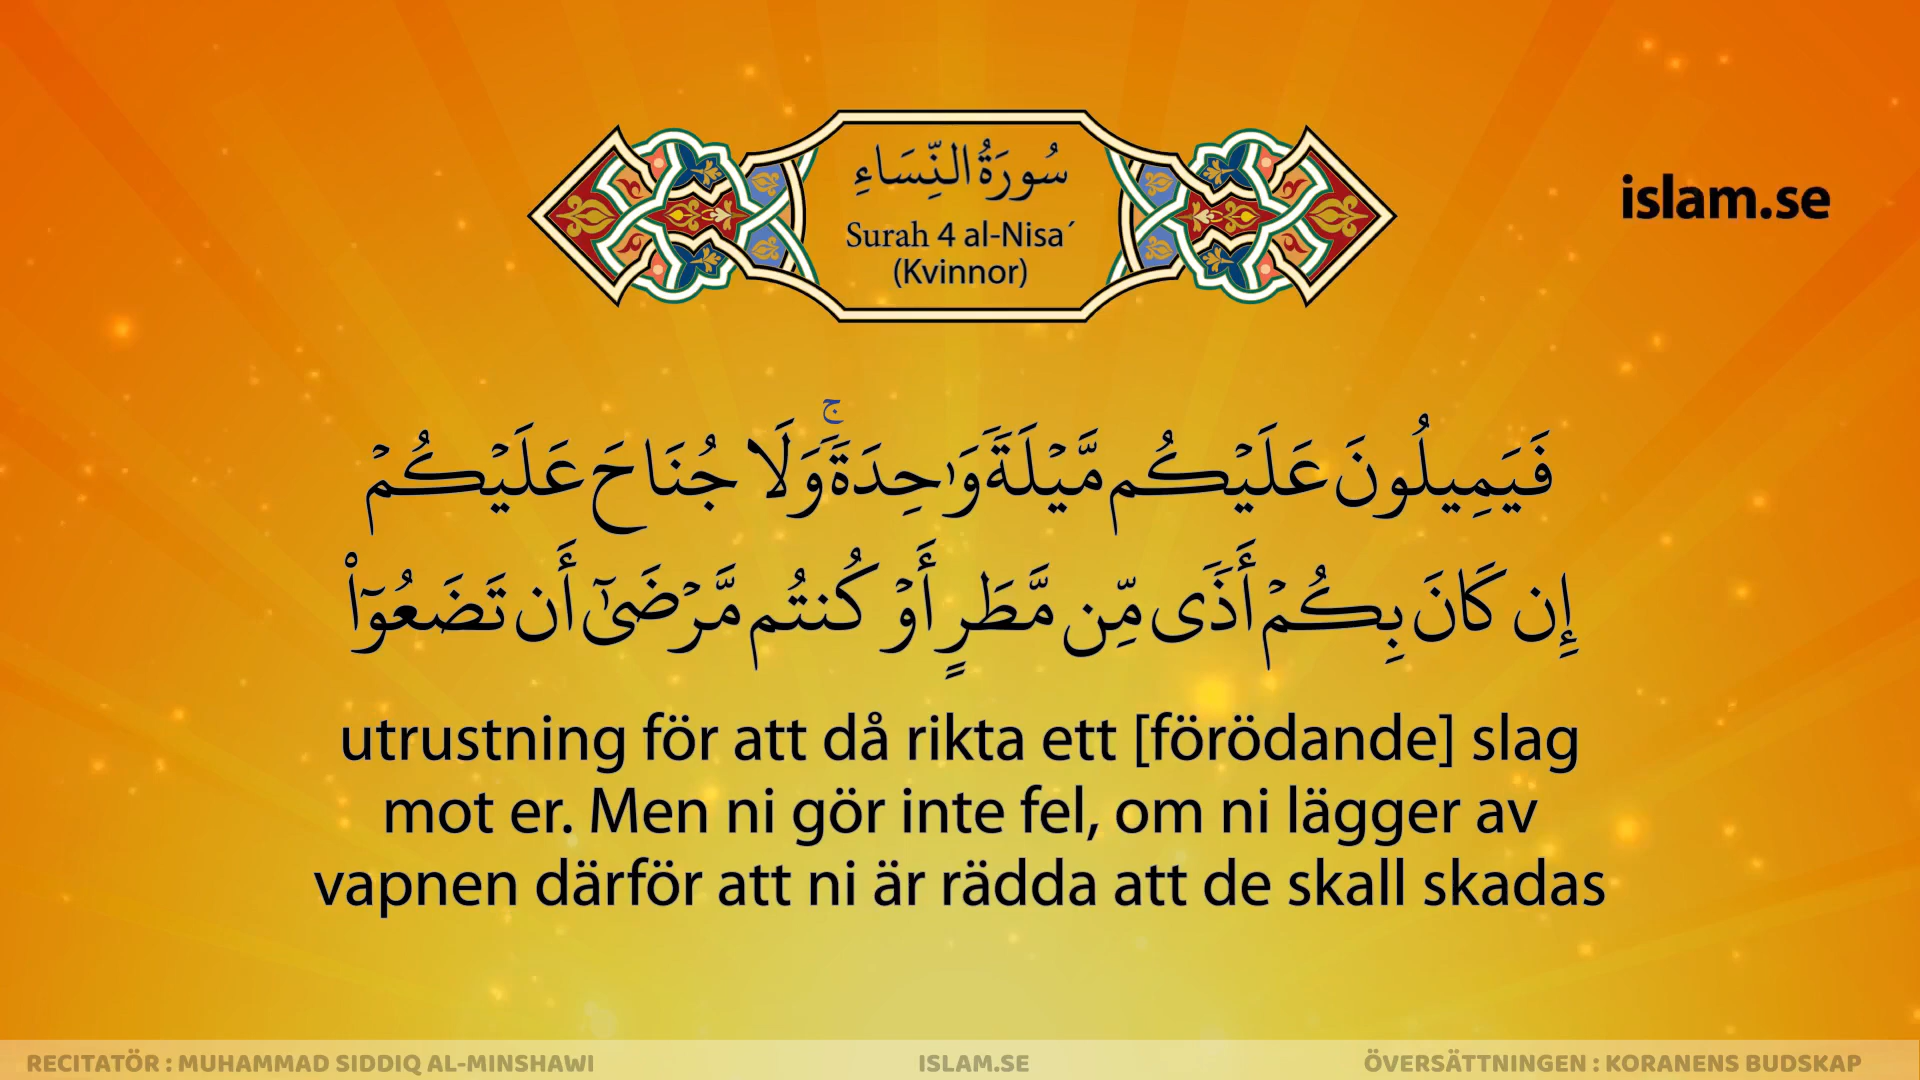 سُورَةُ النِّسَاءِ
Surah 4 al-Nisa´
(Kvinnor)
islam.se
فَيَمِيلُونَ عَلَيْكُم مَّيْلَةً وَٰحِدَةً ۚ وَلَا جُنَاحَ عَلَيْكُمْ
إِن كَانَ بِكُمْ أَذًى مِّن مَّطَرٍ أَوْ كُنتُم مَّرْضَىٰٓ أَن تَضَعُوٓا۟
utrustning för att då rikta ett [förödande] slag
mot er. Men ni gör inte fel, om ni lägger av
vapnen därför att ni är rädda att de skall skadas
RECITATÖR : MUHAMMAD SIDDIQ AL-MINSHAWI
ISLAM.SE
ÖVERSÄTTNINGEN : KORANENS BUDSKAP